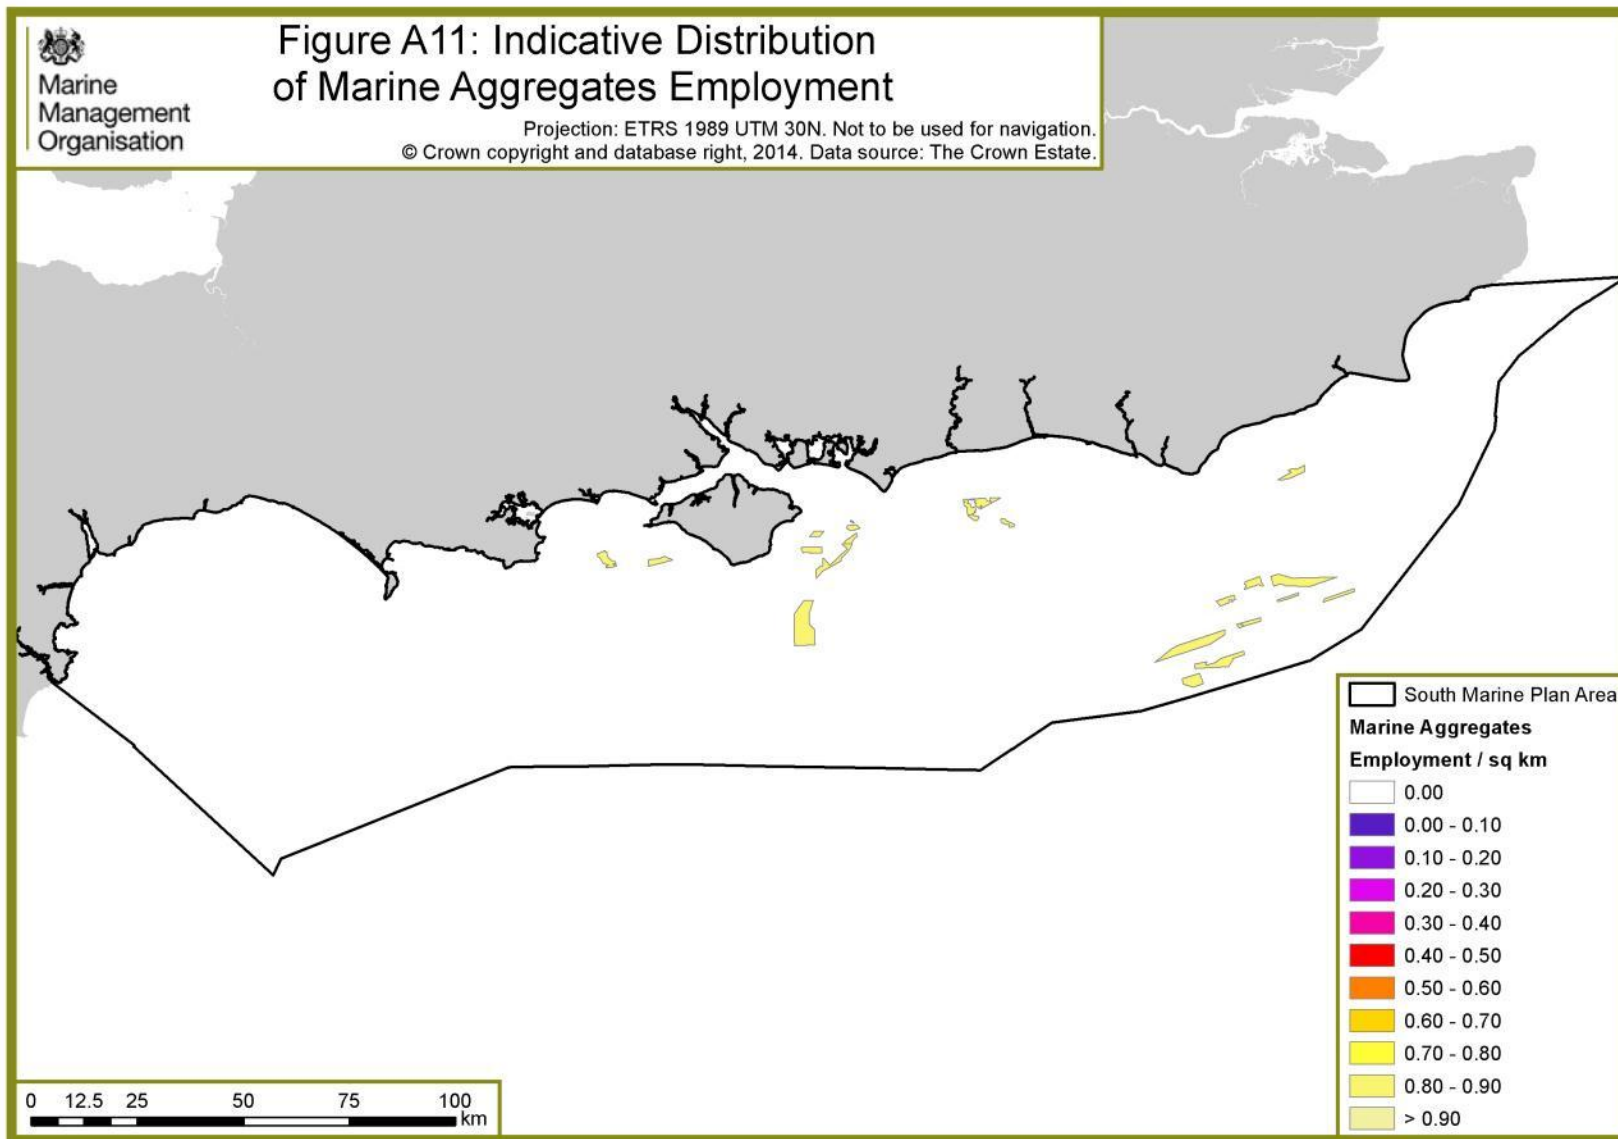 Marine
Management
Organisation
Figure A11: Indicative Distribution
of Marine Aggregates Employment
Projection: ETRS 1989 UTM 30N. Not to be used for navigation.
© Crown copyright and database right, 2014. Data source: The Crown Estate.
South Marine Plan Area
Marine Aggregates
Employment / sq km
0.00
0.00 - 0.10
0.10 - 0.20
0.20 - 0.30
0.30 - 0.40
0.40 - 0.50
0.50 - 0.60
0.60 - 0.70
0.70 - 0.80
0.80 - 0.90
> 0.90
0 12.5 25 50 75 100
km